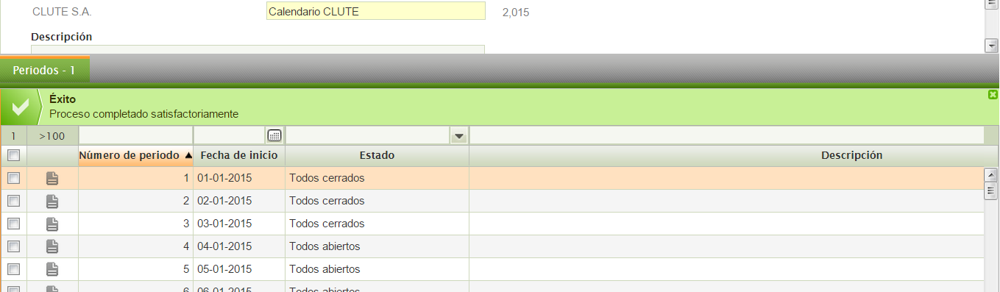 CLUTE S.A. Calendario CLUTE 2,015
Descripción
Periodos - 1
Éxito
Proceso completado satisfactoriamente
1 >100
Número de periodo Fecha de inicio Estado Descripción
1 01-01-2015 Todos cerrados
2 02-01-2015 Todos cerrados
3 03-01-2015 Todos cerrados
4 04-01-2015 Todos abiertos
5 05-01-2015 Todos abiertos
6 06-01-2015 Todos abiertos